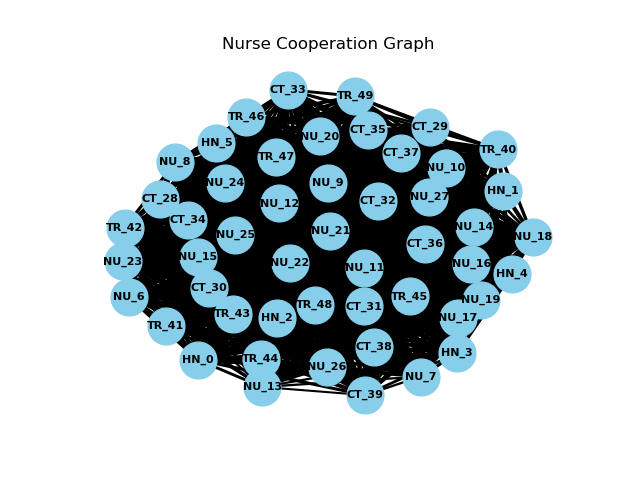 Nurse Cooperation Graph
CT_33
TR_49
TR_46
CT_29
CT_35
NU_20
HN_5
TR_40
CT_37
TR_47
NU_8
NU_10
NU_24
NU_9
HN_1
NU_27
CT_28
CT_32
NU_12
CT_34
TR_42
NU_14
NU_21
NU_25
NU_18
CT_36
NU_15
NU_23
NU_22
NU_16
NU_11
HN_4
CT_30
NU_6
TR_45
NU_19
TR_48
CT_31
TR_43
HN_2
NU_17
TR_41
CT_38
HN_3
TR_44
HN_0
NU_26
NU_7
NU_13
CT_39